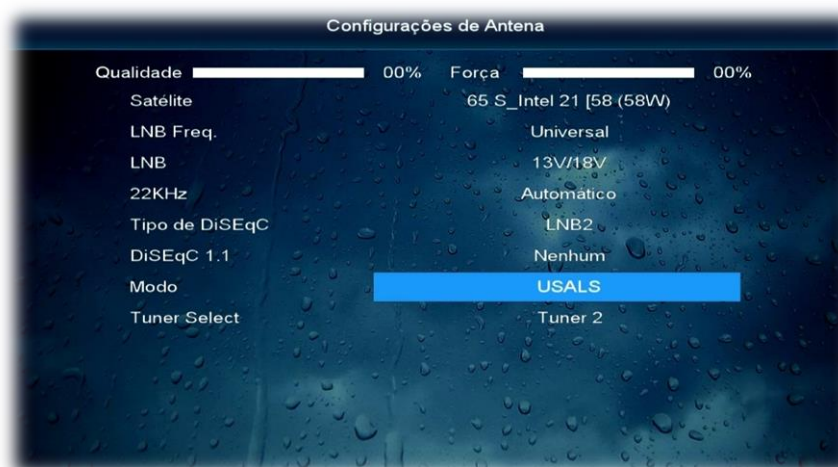 Configurações de Antena
Qualidade 00% Força 00%
Satélite 65 S_Intel 21 [58 (58W)
LNB Freq. Universal
LNB 13V/18V
22KHz Automático
Tipo de DiSEqC LNB2
DiSEqC 1.1 Nenhum
Modo USALS
Tuner Select Tuner 2